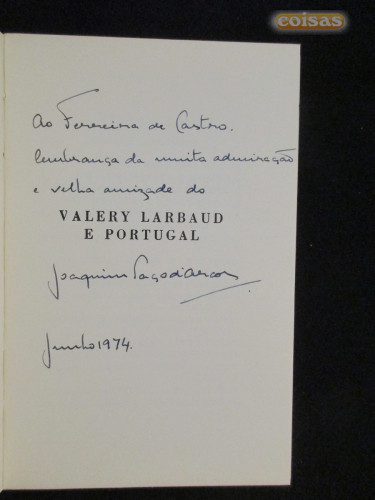 coisas
Ao Ferreira de Castro.
lembrança da muita admiração
e velha amizade do
VALERY LARBAUD
E PORTUGAL
Joaquim Paço d'Arcos
Junho 1974.